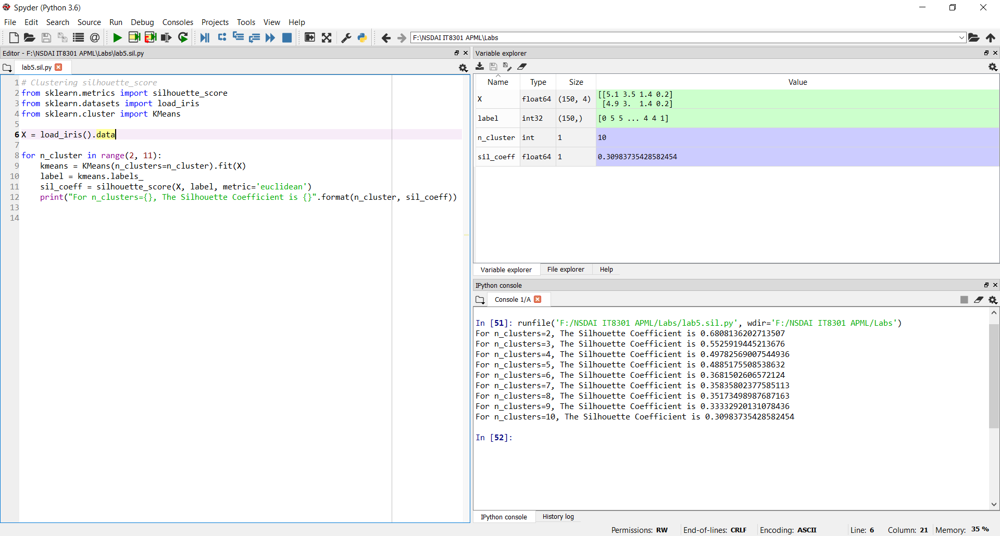 Spyder (Python 3.6)
File Edit Search Source Run Debug Consoles Projects Tools View Help
F:\NSDAI IT8301 APML\Labs
Editor - F:\NSDAI IT8301 APML\Labs\lab5.sil.py
lab5.sil.py
1 # Clustering silhouette_score
2 from sklearn.metrics import silhouette_score
3 from sklearn.datasets import load_iris
4 from sklearn.cluster import KMeans
5
6 X = load_iris().data
7
8 for n_cluster in range(2, 11):
9     kmeans = KMeans(n_clusters=n_cluster).fit(X)
10     label = kmeans.labels_
11     sil_coeff = silhouette_score(X, label, metric='euclidean')
12     print("For n_clusters={}, The Silhouette Coefficient is {}".format(n_cluster, sil_coeff))
13
14
Variable explorer
Name Type Size Value
X float64 (150, 4) [[5.1 3.5 1.4 0.2]
[4.9 3.  1.4 0.2]
label int32 (150,) [0 5 5 ... 4 4 1]
n_cluster int 1 10
sil_coeff float64 1 0.30983735428582454
Variable explorer File explorer Help
IPython console
Console 1/A
In [51]: runfile('F:/NSDAI IT8301 APML/Labs/lab5.sil.py', wdir='F:/NSDAI IT8301 APML/Labs')
For n_clusters=2, The Silhouette Coefficient is 0.6808136202713507
For n_clusters=3, The Silhouette Coefficient is 0.5525919445213676
For n_clusters=4, The Silhouette Coefficient is 0.49782569007544936
For n_clusters=5, The Silhouette Coefficient is 0.4885175508538632
For n_clusters=6, The Silhouette Coefficient is 0.3681502606572124
For n_clusters=7, The Silhouette Coefficient is 0.35835802377585113
For n_clusters=8, The Silhouette Coefficient is 0.35173498987687163
For n_clusters=9, The Silhouette Coefficient is 0.33332920131078436
For n_clusters=10, The Silhouette Coefficient is 0.30983735428582454
In [52]:
IPython console History log
Permissions: RW End-of-lines: CRLF Encoding: ASCII Line: 6 Column: 21 Memory: 35 %